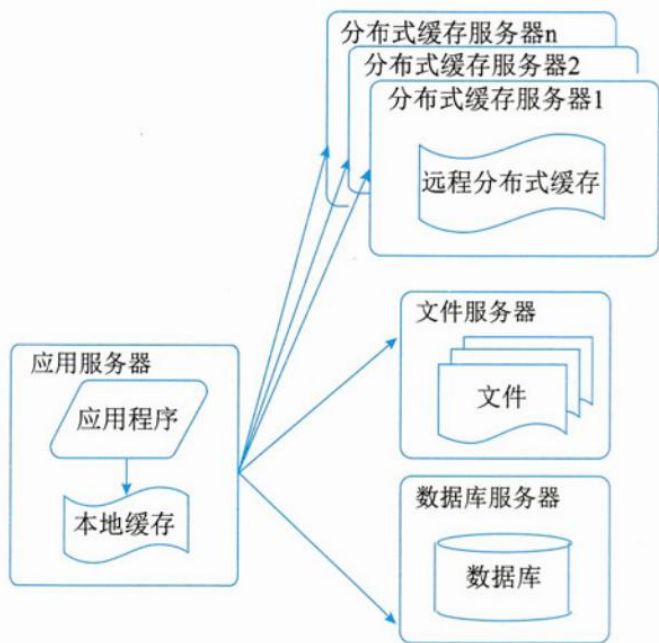 分布式缓存服务器n
分布式缓存服务器2
分布式缓存服务器1
远程分布式缓存
文件服务器
文件
应用服务器
应用程序
本地缓存
数据库服务器
数据库